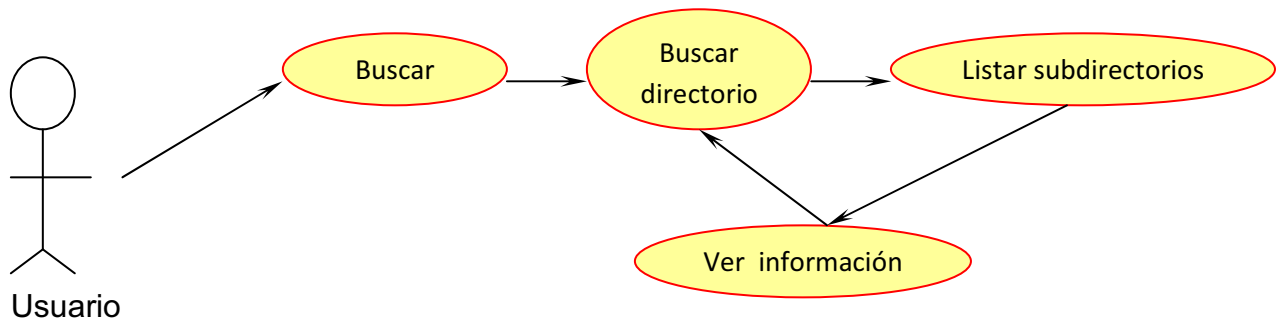 Buscar
Buscar
directorio
Listar subdirectorios
Ver  información
Usuario